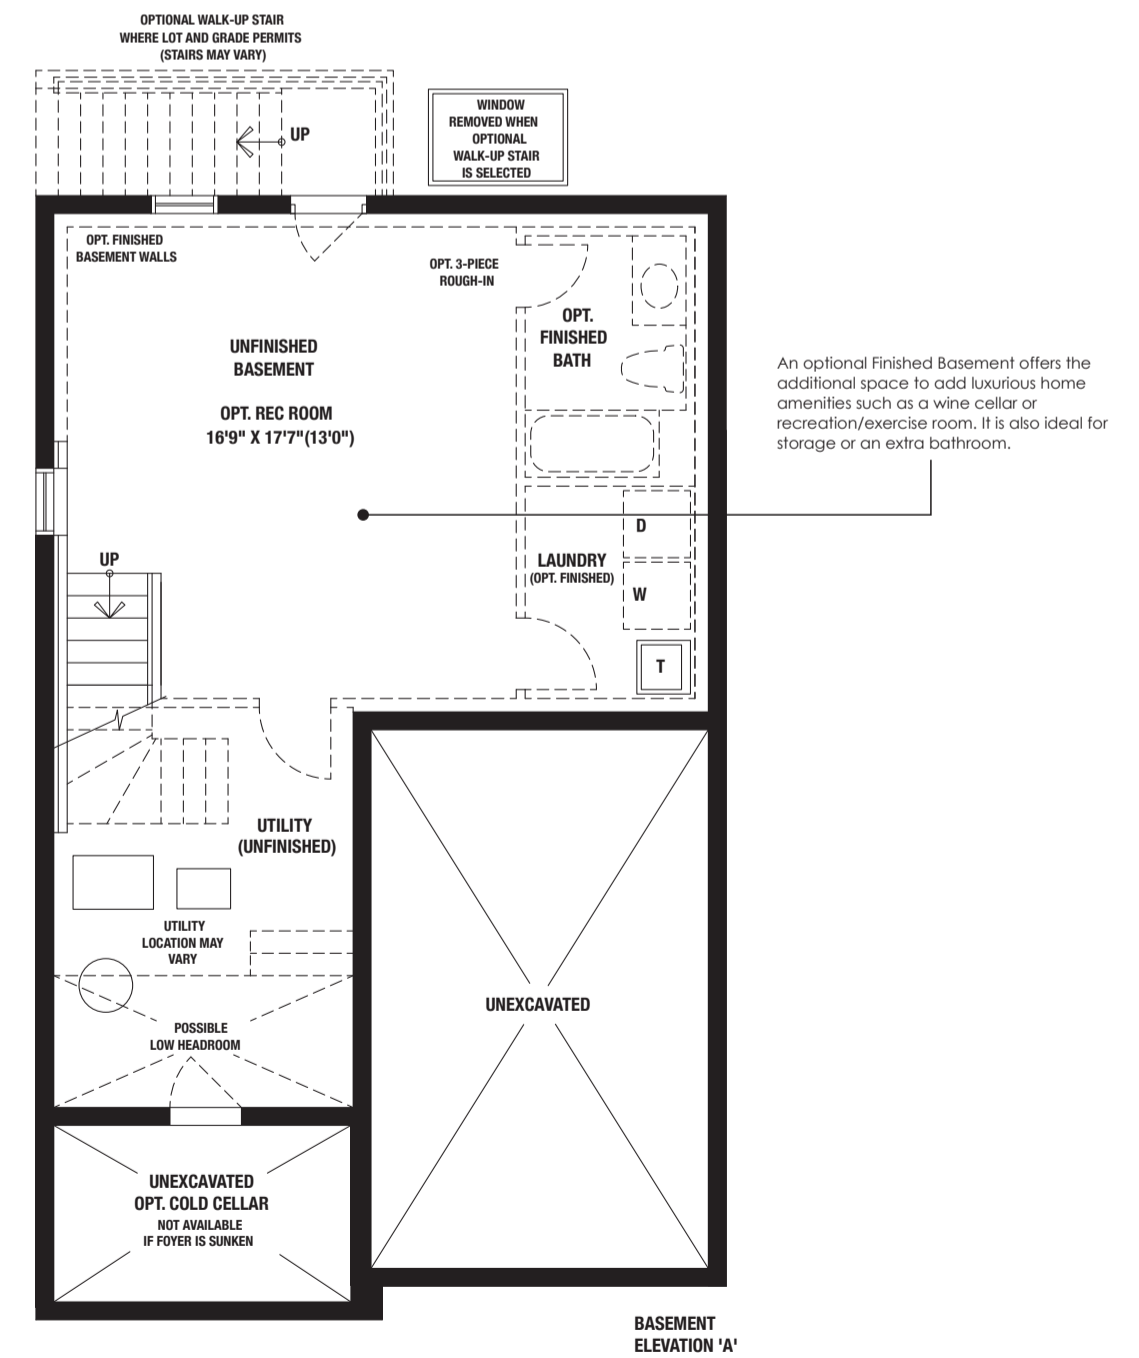 OPTIONAL WALK-UP STAIR
WHERE LOT AND GRADE PERMITS
(STAIRS MAY VARY)
UP
WINDOW
REMOVED WHEN
OPTIONAL
WALK-UP STAIR
IS SELECTED
OPT. FINISHED
BASEMENT WALLS
OPT. 3-PIECE
ROUGH-IN
OPT.
FINISHED
BATH
UNFINISHED
BASEMENT
OPT. REC ROOM
16'9" X 17'7"(13'0")
An optional Finished Basement offers the
additional space to add luxurious home
amenities such as a wine cellar or
recreation/exercise room. It is also ideal for
storage or an extra bathroom.
D
UP
LAUNDRY
(OPT. FINISHED)
W
T
UTILITY
(UNFINISHED)
UTILITY
LOCATION MAY
VARY
POSSIBLE
LOW HEADROOM
UNEXCAVATED
UNEXCAVATED
OPT. COLD CELLAR
NOT AVAILABLE
IF FOYER IS SUNKEN
BASEMENT
ELEVATION 'A'